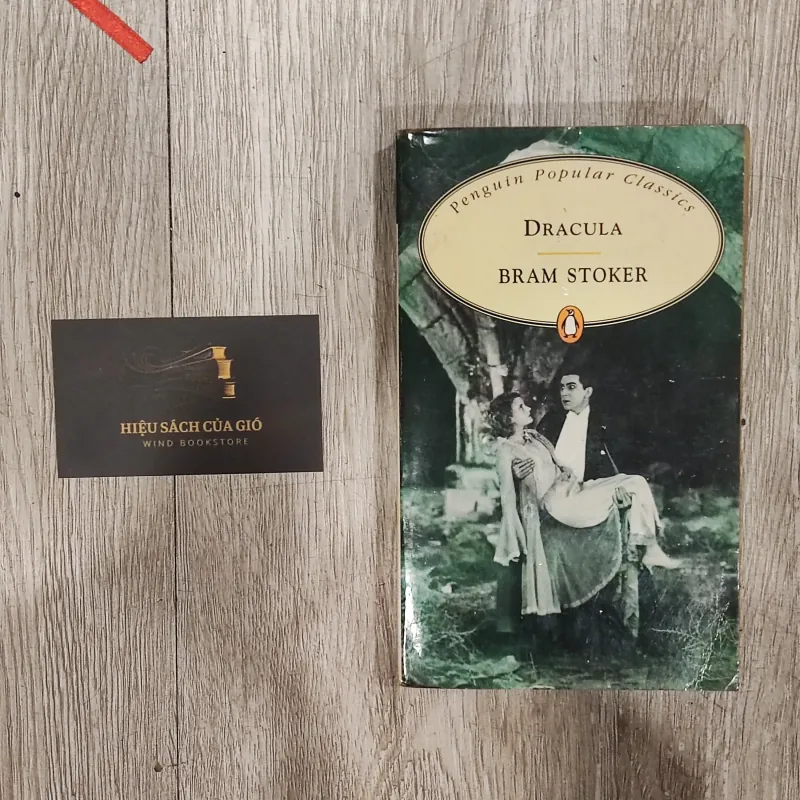 HIỆU SÁCH CỦA GIÓ
WIND BOOKSTORE
Penguin Popular Classics
DRACULA
BRAM STOKER